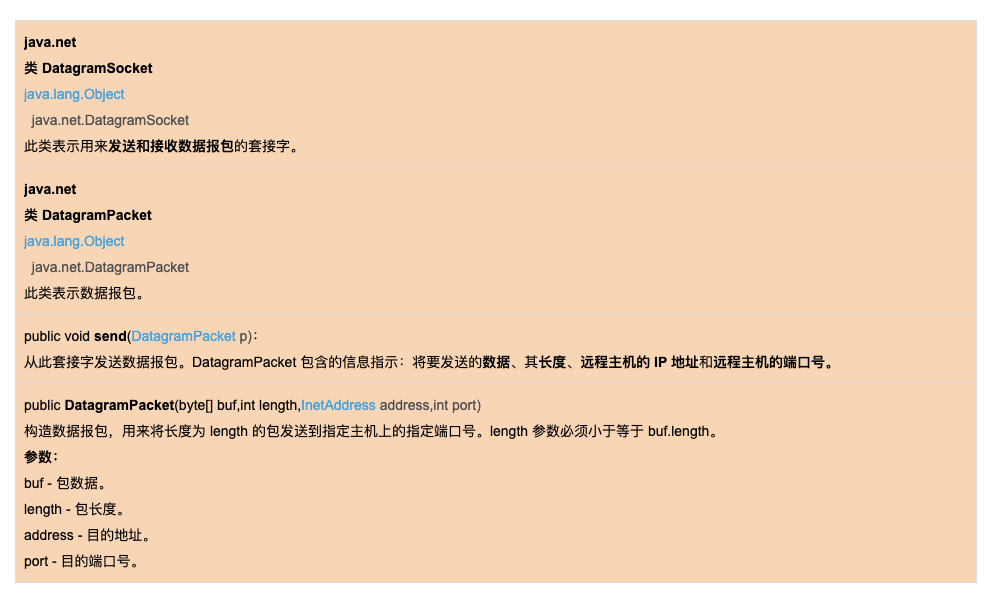 java.net
类 DatagramSocket
java.lang.Object
java.net.DatagramSocket
此类表示用来发送和接收数据报包的套接字。
java.net
类 DatagramPacket
java.lang.Object
java.net.DatagramPacket
此类表示数据报包。
public void send(DatagramPacket p)：
从此套接字发送数据报包。DatagramPacket 包含的信息指示：将要发送的数据、其长度、远程主机的 IP 地址和远程主机的端口号。
public DatagramPacket(byte[] buf,int length,InetAddress address,int port)
构造数据报包，用来将长度为 length 的包发送到指定主机上的指定端口号。length 参数必须小于等于 buf.length。
参数：
buf - 包数据。
length - 包长度。
address - 目的地址。
port - 目的端口号。